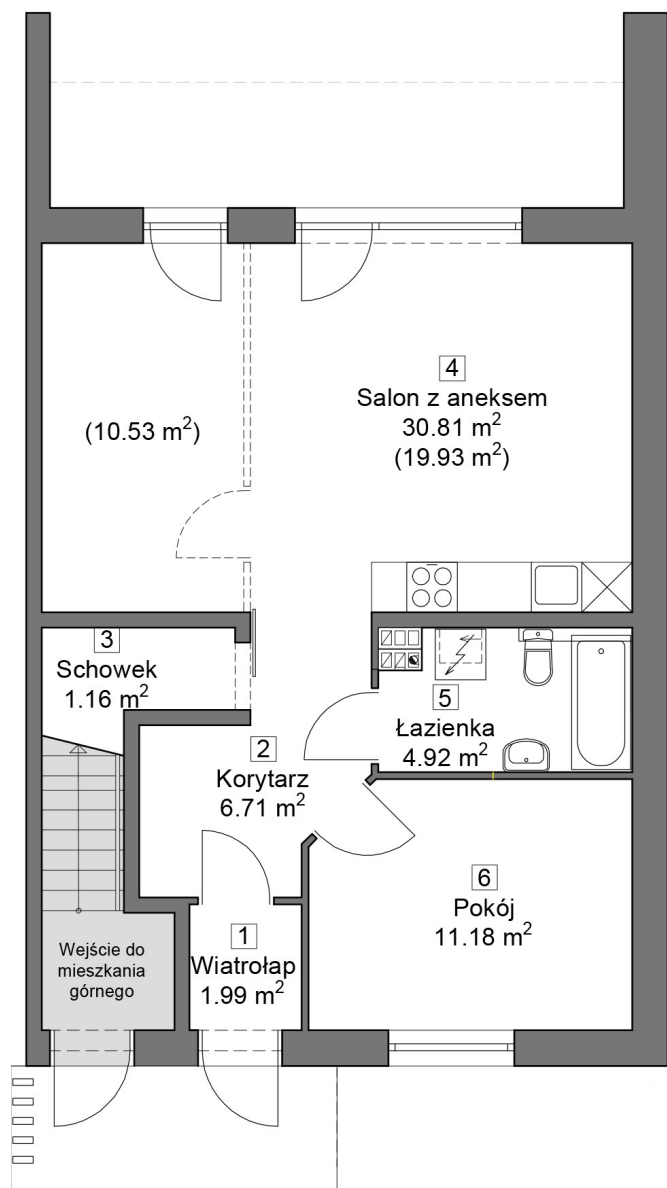 4
Salon z aneksem
30.81 m²
(19.93 m²)
(10.53 m²)
3
Schowek
1.16 m²
5
Łazienka
4.92 m²
2
Korytarz
6.71 m²
6
Pokój
11.18 m²
1
Wiatrołap
1.99 m²
Wejście do
mieszkania
górnego